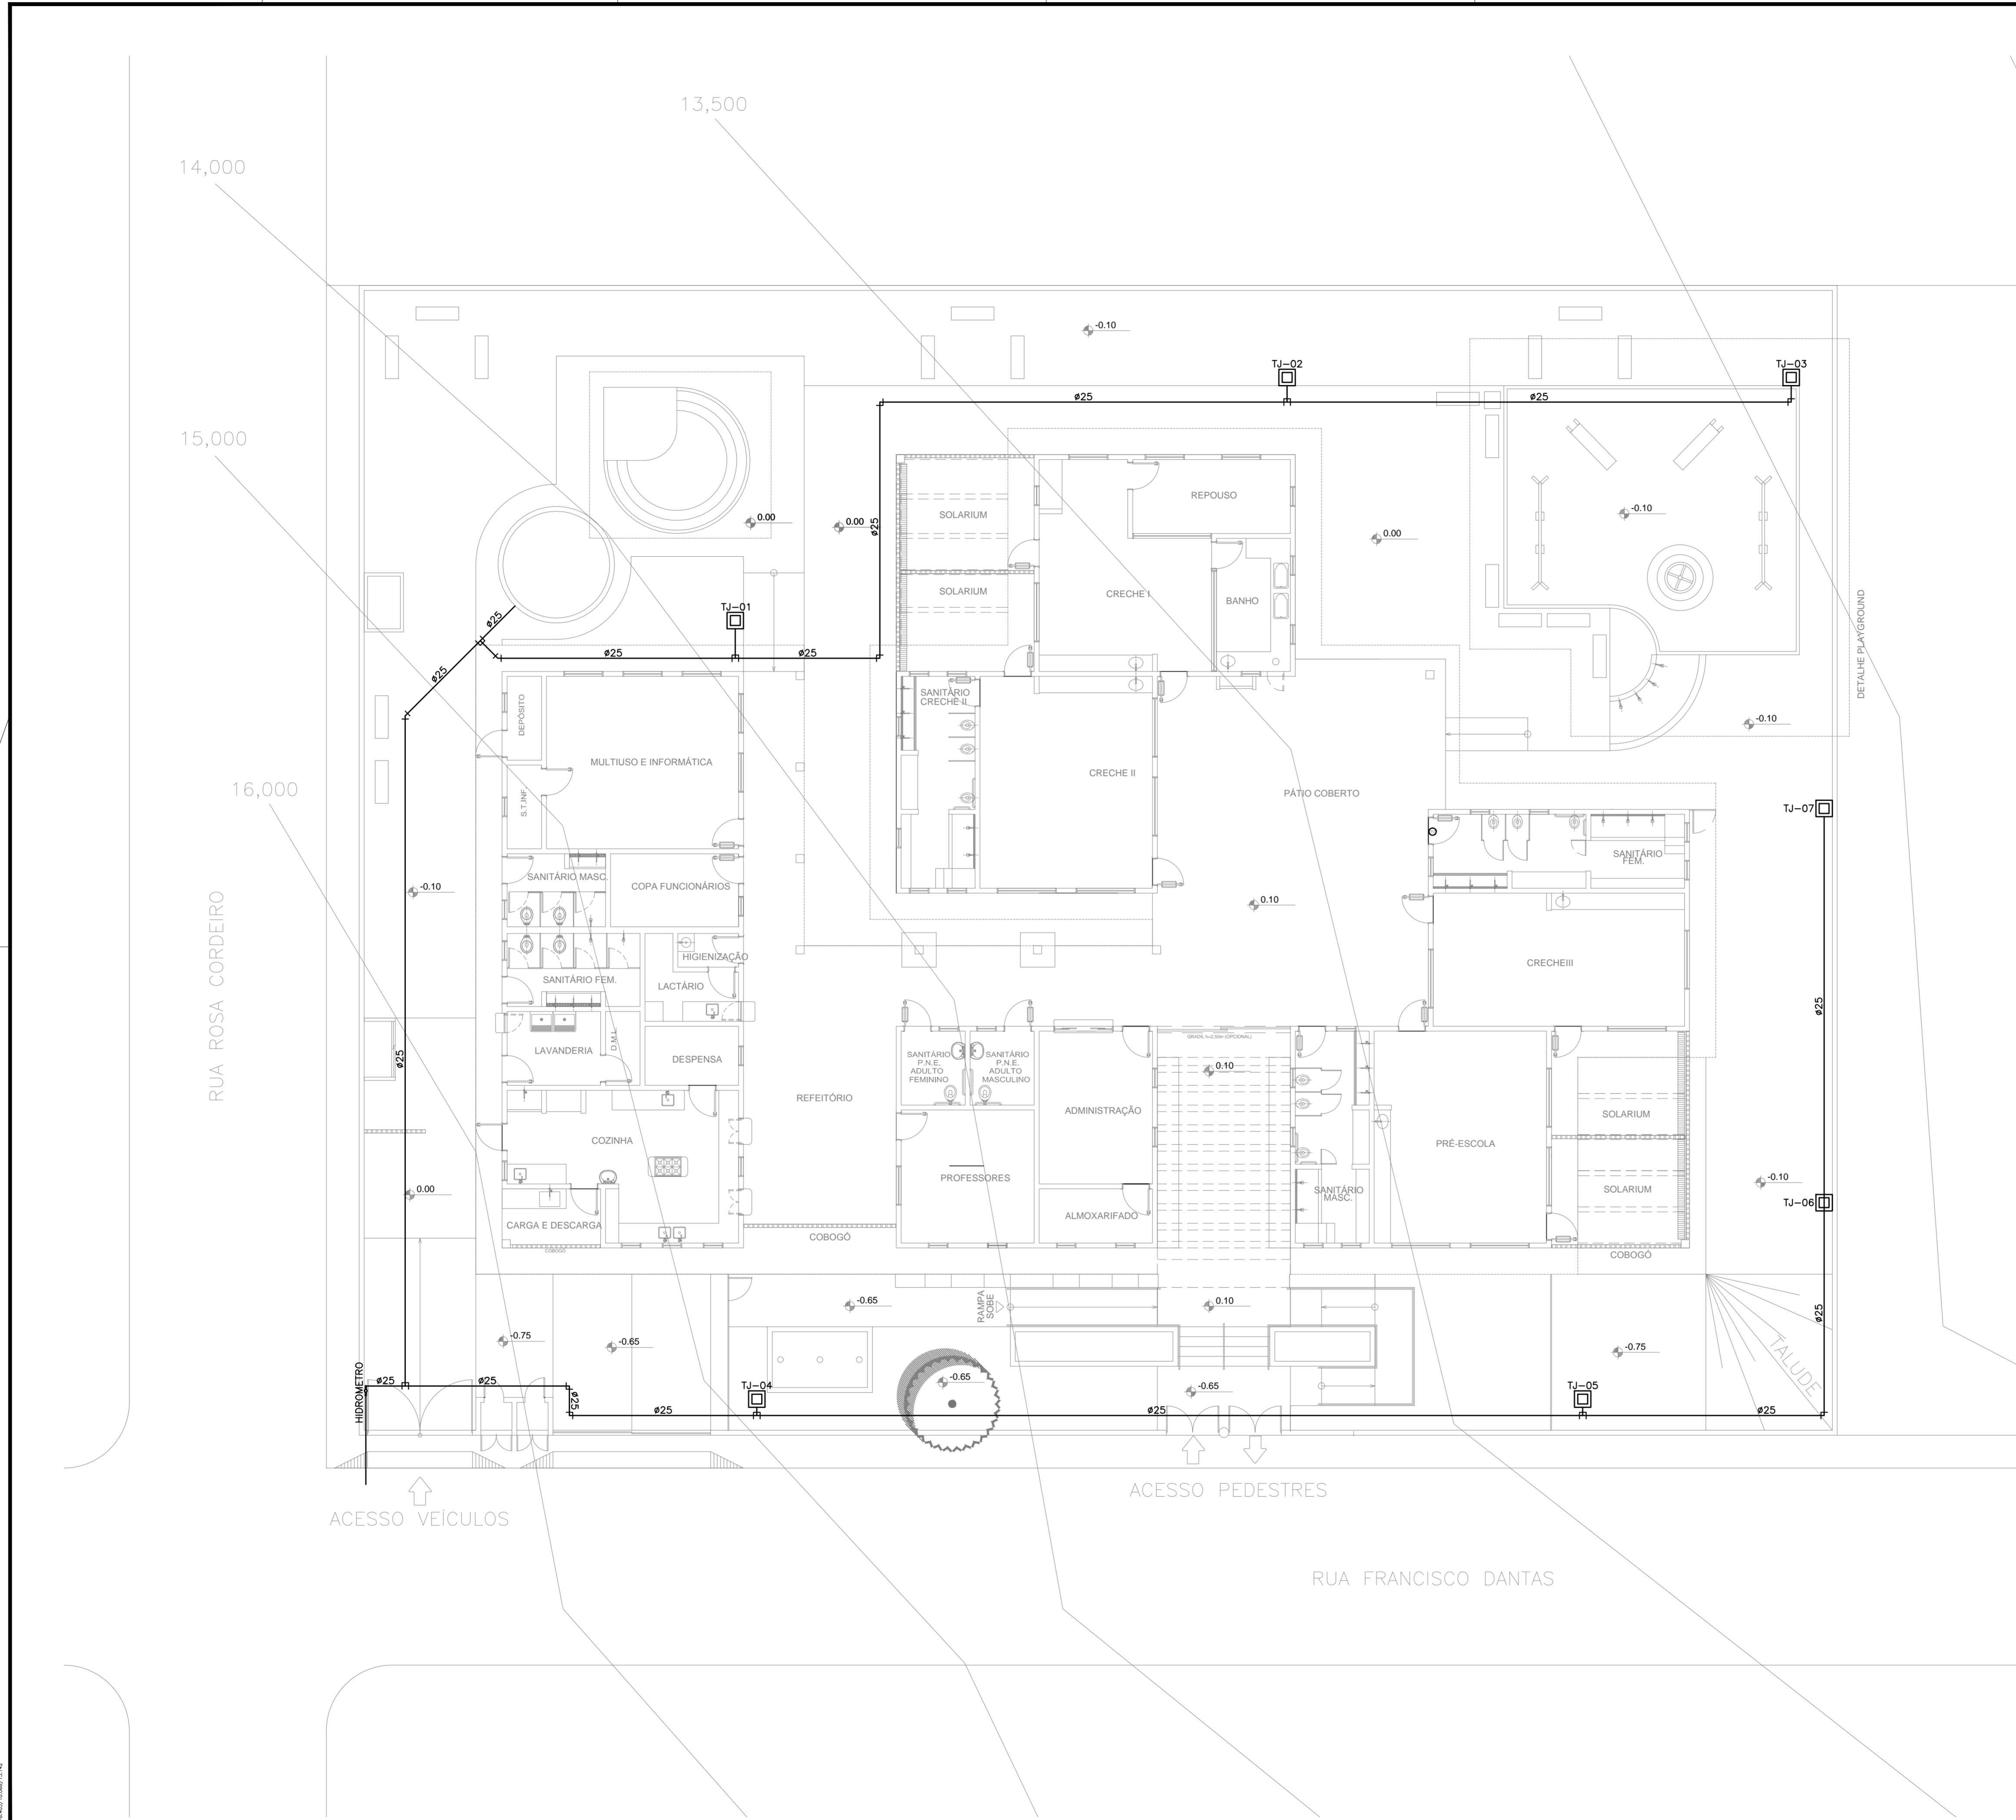 13,500
14,000
-0.10
TJ-02
TJ-03
ø25
ø25
15,000
REPOUSO
SOLARIUM
-0.10
0.00
0.00
ø25
0.00
SOLARIUM
CRECHE I
BANHO
TJ-01
ø25
DETALHE PLAYGROUND
ø25
ø25
ø25
SANITÁRIO
CRECHE II
DEPÓSITO
-0.10
MULTIUSO E INFORMÁTICA
CRECHE II
16,000
S.T.INF.
PÁTIO COBERTO
TJ-07
SANITÁRIO
FEM.
SANITÁRIO MASC.
COPA FUNCIONÁRIOS
-0.10
0.10
RUA ROSA CORDEIRO
HIGIENIZAÇÃO
CRECHEIII
SANITÁRIO FEM.
LACTÁRIO
ø25
GRADIL h=2,50m (OPCIONAL)
D.M.L.
LAVANDERIA
DESPENSA
ø25
SANITÁRIO
P.N.E.
ADULTO
FEMININO
SANITÁRIO
P.N.E.
ADULTO
MASCULINO
0.10
REFEITÓRIO
ADMINISTRAÇÃO
SOLARIUM
COZINHA
PRÉ-ESCOLA
PROFESSORES
-0.10
0.00
SANITÁRIO
MASC.
SOLARIUM
TJ-06
ALMOXARIFADO
CARGA E DESCARGA
COBOGÓ
COBOGÓ
COBOGÓ
RAMPA
SOBE
-0.65
0.10
ø25
-0.75
-0.65
-0.75
TALUDE
HIDROMETRO
ø25
ø25
ø25
TJ-04
-0.65
-0.65
TJ-05
ø25
ø25
ø25
ACESSO PEDESTRES
ACESSO VEÍCULOS
RUA FRANCISCO DANTAS